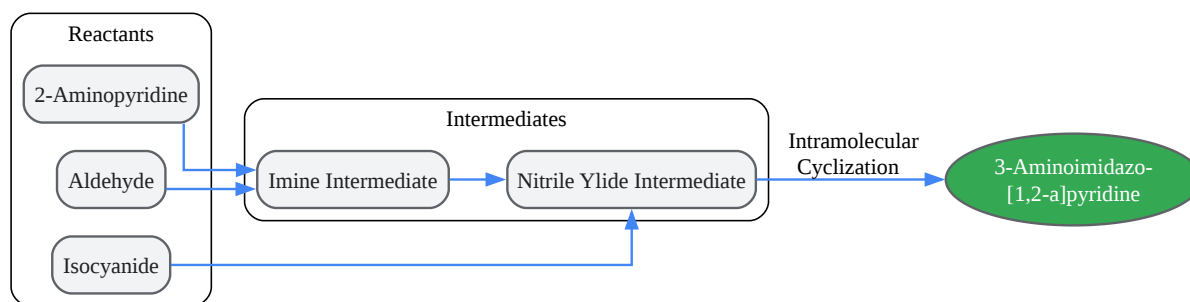 Reactants
2-Aminopyridine
Aldehyde
Isocyanide
Intermediates
Imine Intermediate
Nitrile Ylide Intermediate
Intramolecular
Cyclization
3-Aminoimidazo-
[1,2-a]pyridine